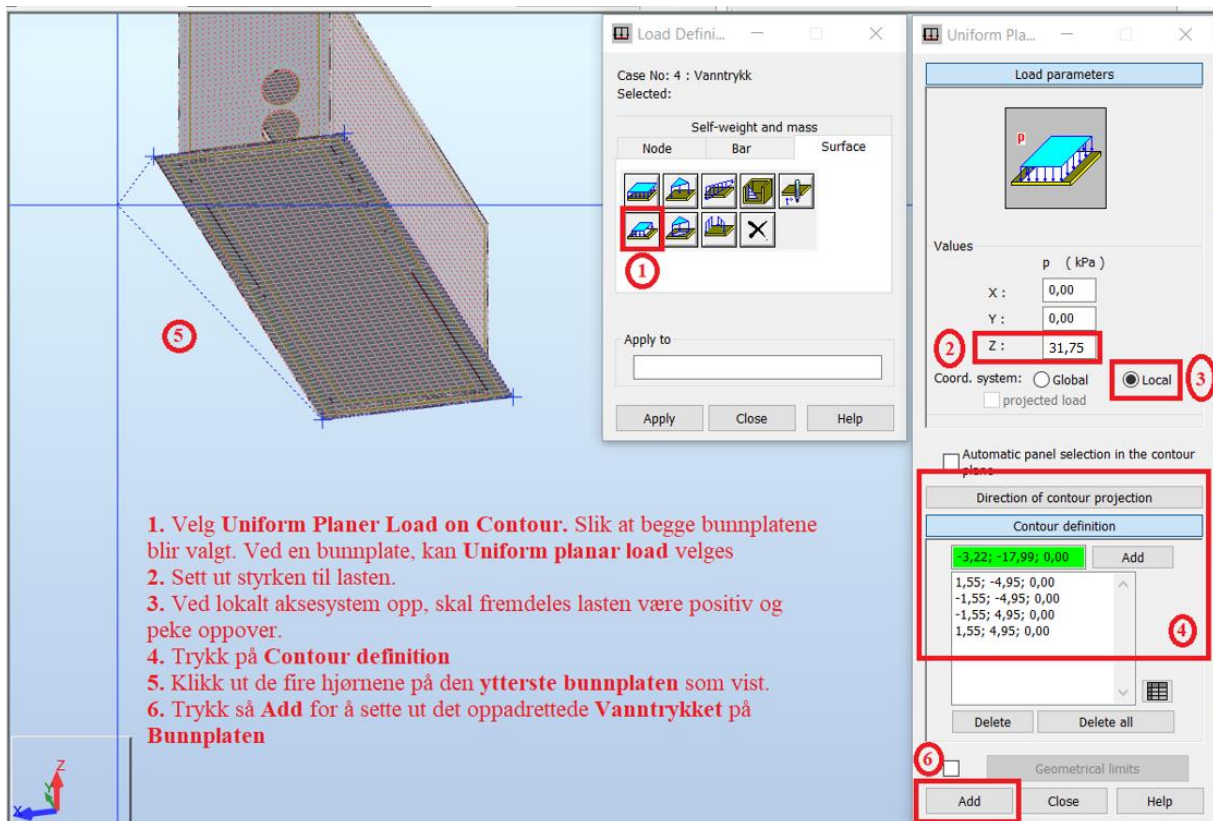 Load Defini...
Case No: 4 : Vanntrykk
Selected:
Self-weight and mass
Node
Bar
Surface
1
Apply to
Apply
Close
Help
Uniform Pla...
Load parameters
p
Values
p ( kPa )
X :
0,00
Y :
0,00
2
Z :
31,75
Coord. system:
Global
Local
3
projected load
Automatic panel selection in the contour
plane
Direction of contour projection
Contour definition
-3,22; -17,99; 0,00
Add
1,55; -4,95; 0,00
-1,55; -4,95; 0,00
-1,55; 4,95; 0,00
1,55; 4,95; 0,00
4
Delete
Delete all
6
Geometrical limits
Add
Close
Help
5
1. Velg Uniform Planer Load on Contour. Slik at begge bunnplatene
blir valgt. Ved en bunnplate, kan Uniform planar load velges
2. Sett ut styrken til lasten.
3. Ved lokalt aksesystem opp, skal fremdeles lasten være positiv og
peke oppover.
4. Trykk på Contour definition
5. Klikk ut de fire hjørnene på den ytterste bunnplaten som vist.
6. Trykk så Add for å sette ut det oppadrettede Vanntrykket på
Bunnplaten
Z
Y
X